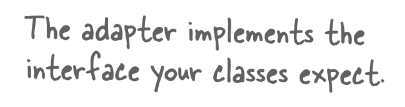 The adapter implements the
interface your classes expect.